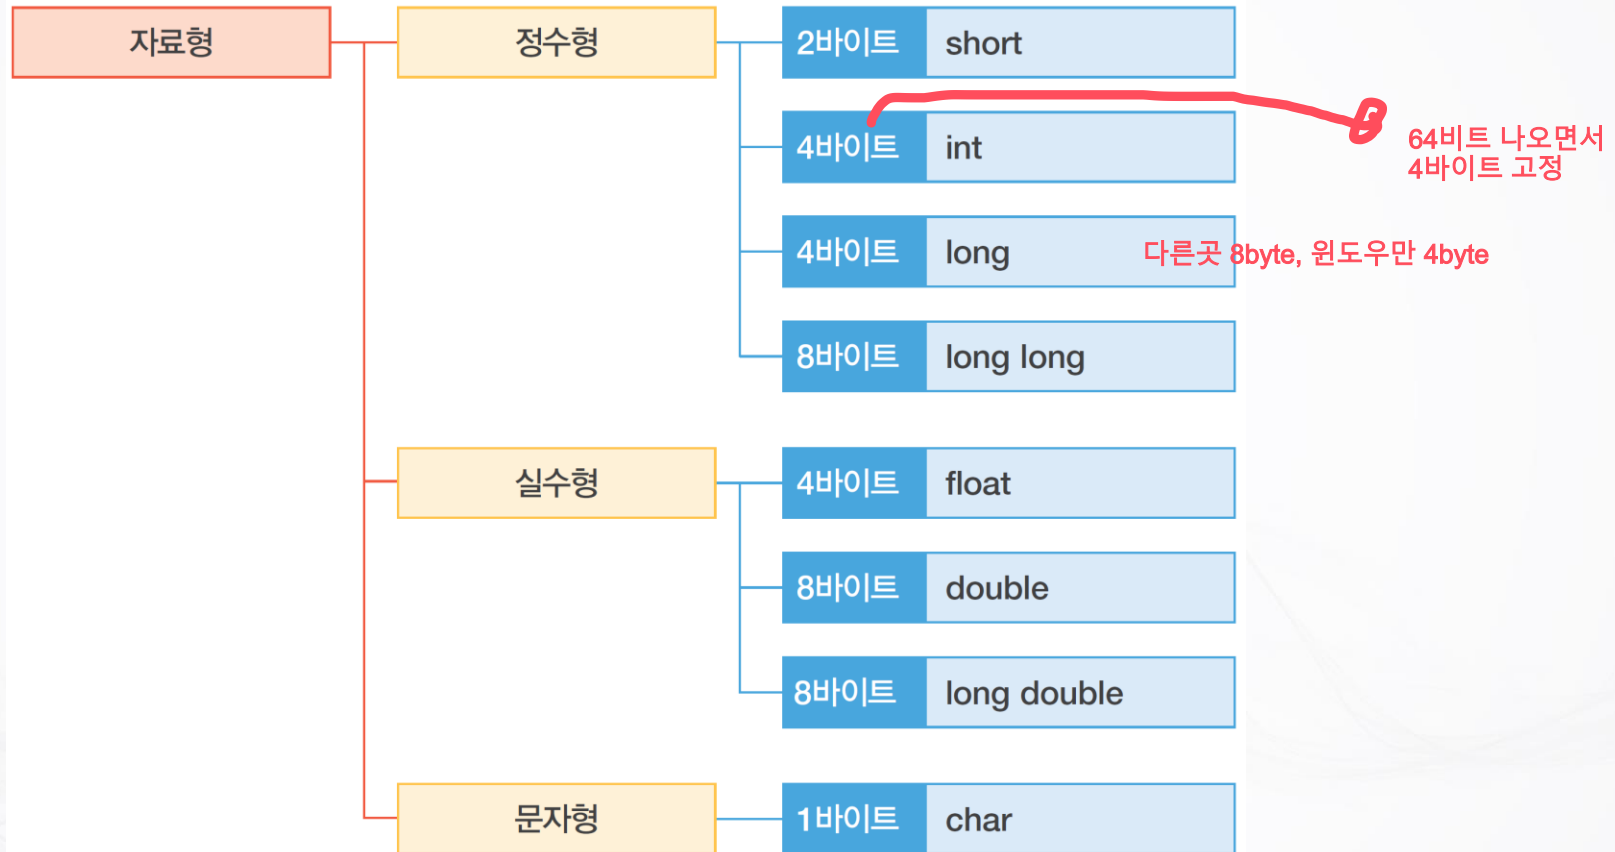 자료형
정수형
2바이트 short
4바이트 int
64비트 나오면서
4바이트 고정
4바이트 long
다른곳 8byte, 윈도우만 4byte
8바이트 long long
실수형
4바이트 float
8바이트 double
8바이트 long double
문자형
1바이트 char